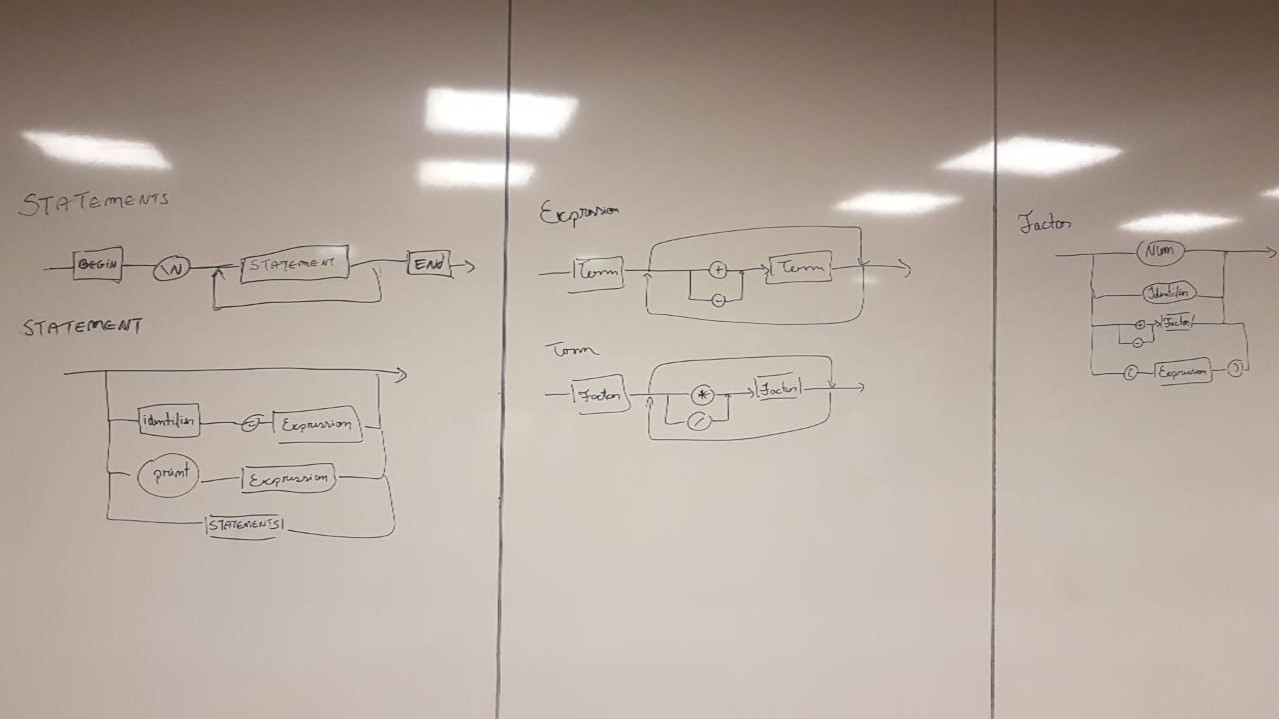 STATEMENTS
BEGIN \N STATEMENT END
STATEMENT
identifier = Expression
print Expression
STATEMENTS
Expression
Term + Term
-
Term
Factor * Factor
/
Factor
Num
Identifier
+ Factor
-
( Expression )